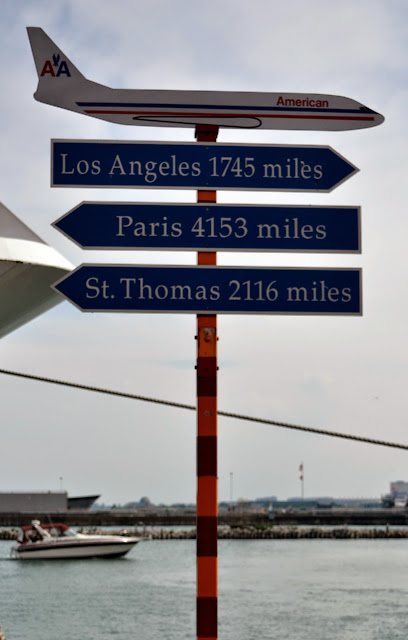 AA
American
Los Angeles 1745 miles
Paris 4153 miles
St. Thomas 2116 miles